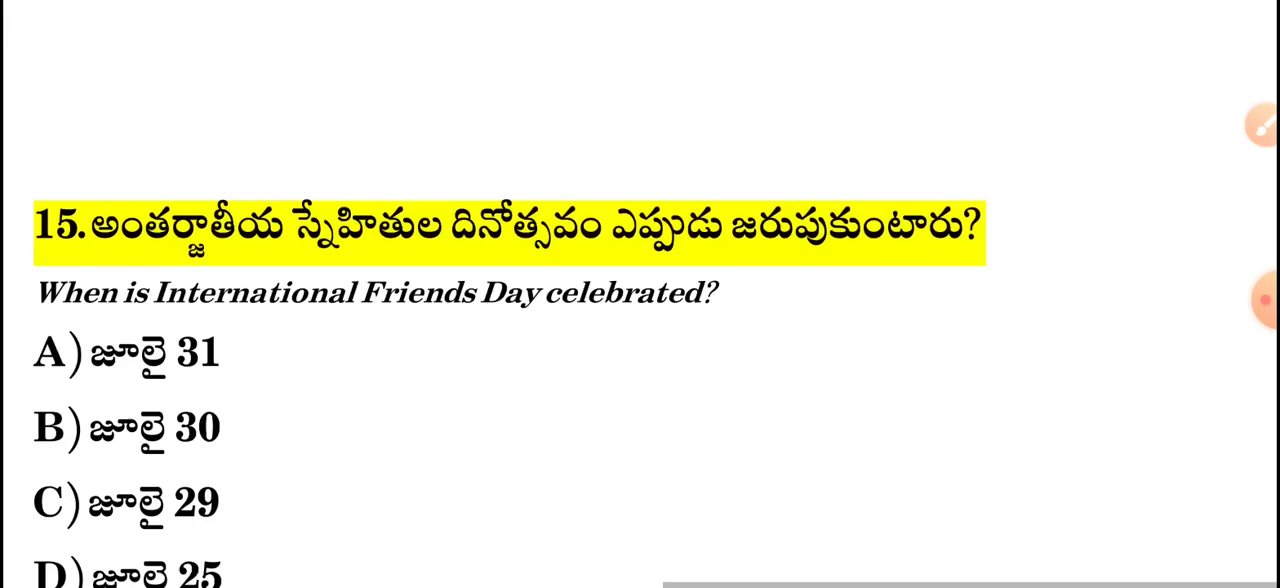 15. అంతర్జాతీయ స్నేహితుల దినోత్సవం ఎప్పుడు జరుపుకుంటారు?
When is International Friends Day celebrated?
A) జూలై 31
B) జూలై 30
C) జూలై 29
D) జూలై 25